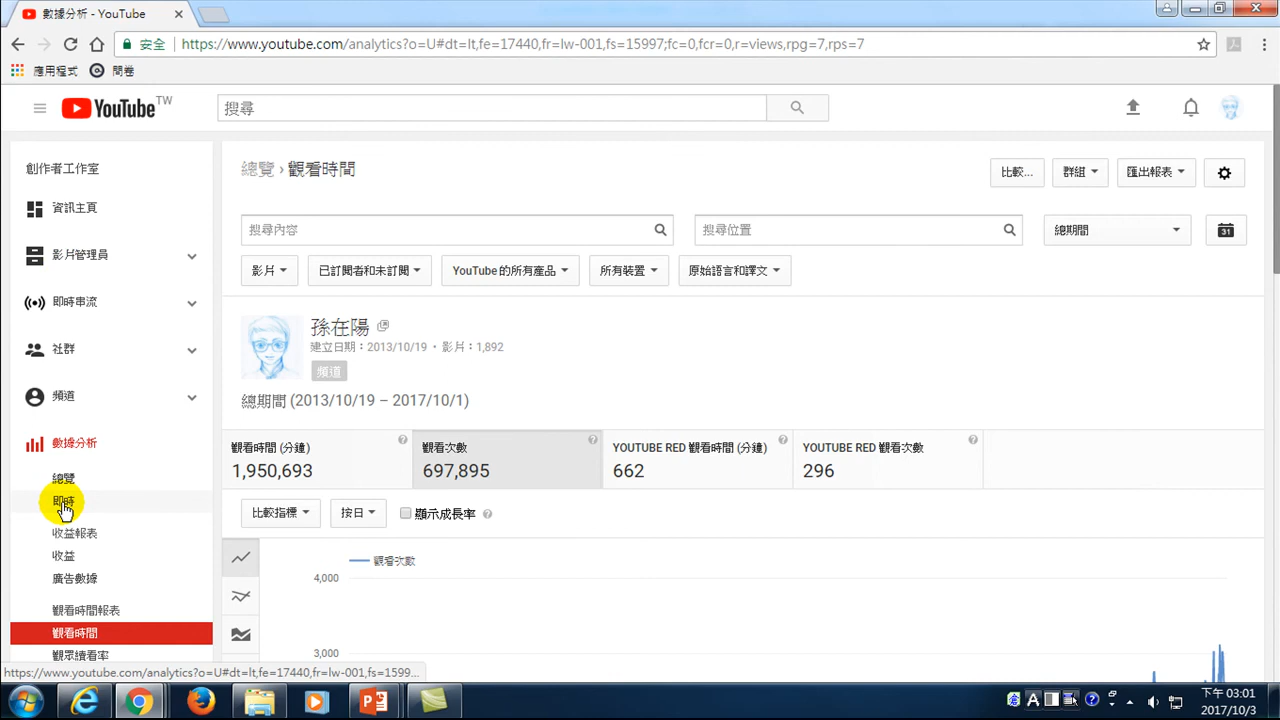 數據分析 - YouTube
安全 https://www.youtube.com/analytics?o=U#dt=lt,fe=17440,fr=lw-001,fs=15997;fc=0,fcr=0,r=views,rpg=7,rps=7
應用程式 問卷
YouTube TW
搜尋
創作者工作室
資訊主頁
影片管理員
即時串流
社群
頻道
數據分析
總覽
即時
收益報表
收益
廣告數據
觀看時間報表
觀看時間
觀眾續看率
總覽 › 觀看時間
比較... 群組 匯出報表
搜尋內容 搜尋位置 總期間 31
影片 已訂閱者和未訂閱 YouTube 的所有產品 所有裝置 原始語言和譯文
孫在陽
建立日期：2013/10/19 • 影片：1,892
頻道
總期間 (2013/10/19 – 2017/10/1)
觀看時間 (分鐘) ? 觀看次數 ? YOUTUBE RED 觀看時間 (分鐘) ? YOUTUBE RED 觀看次數 ?
1,950,693 697,895 662 296
比較指標 按日 顯示成長率 ?
觀看次數
4,000
3,000
https://www.youtube.com/analytics?o=U#dt=lt,fe=17440,fr=lw-001,fs=1599...
下午 03:01
2017/10/3